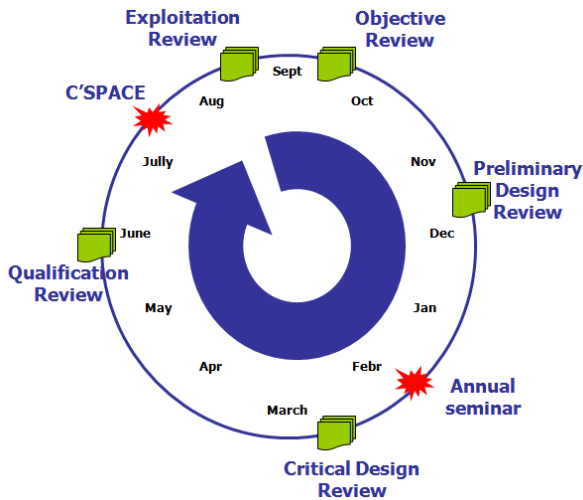 Exploitation
Review
Objective
Review
Sept
C'SPACE
Aug
Oct
Jully
Nov
Preliminary
Design
Review
June
Dec
Qualification
Review
May
Jan
Apr
Febr
Annual
seminar
March
Critical Design
Review